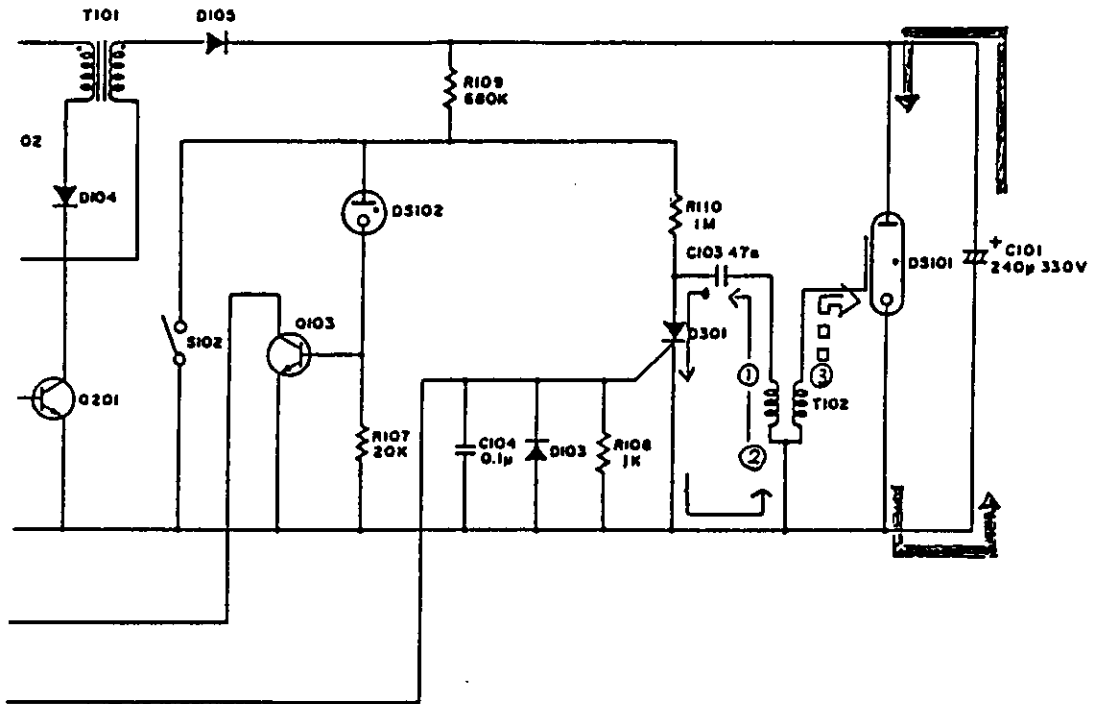 T101
D105
R109
680K
02
D104
DS102
R110
1M
C103 47n
DS101
+
C101
240µ 330V
S102
Q103
D301
1
3
T102
Q201
R107
20K
C104
0.1µ
D103
R108
1K
2